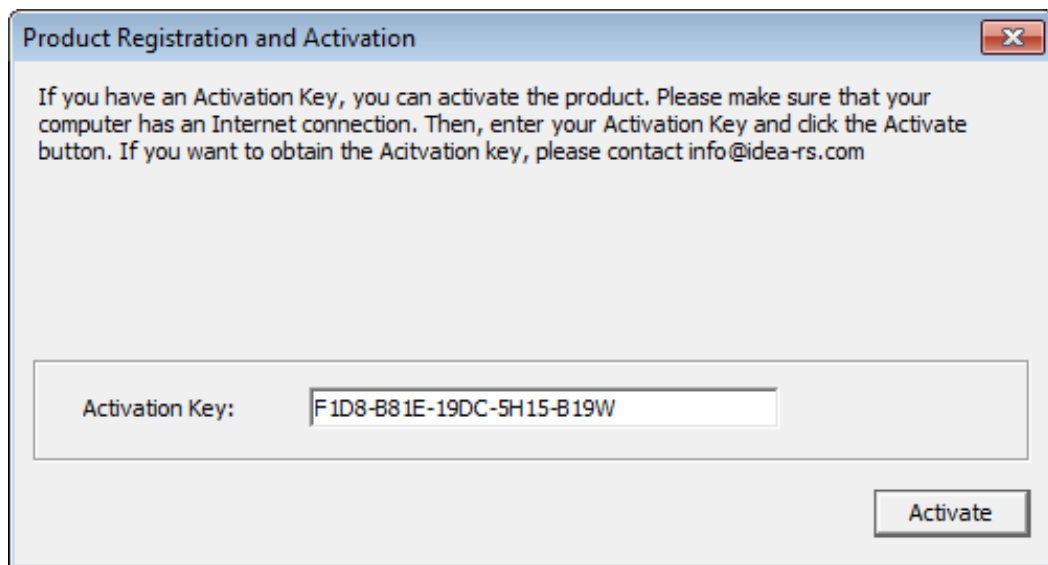 Product Registration and Activation
If you have an Activation Key, you can activate the product. Please make sure that your
computer has an Internet connection. Then, enter your Activation Key and click the Activate
button. If you want to obtain the Acitvation key, please contact info@idea-rs.com
Activation Key: F1D8-B81E-19DC-5H15-B19W
Activate